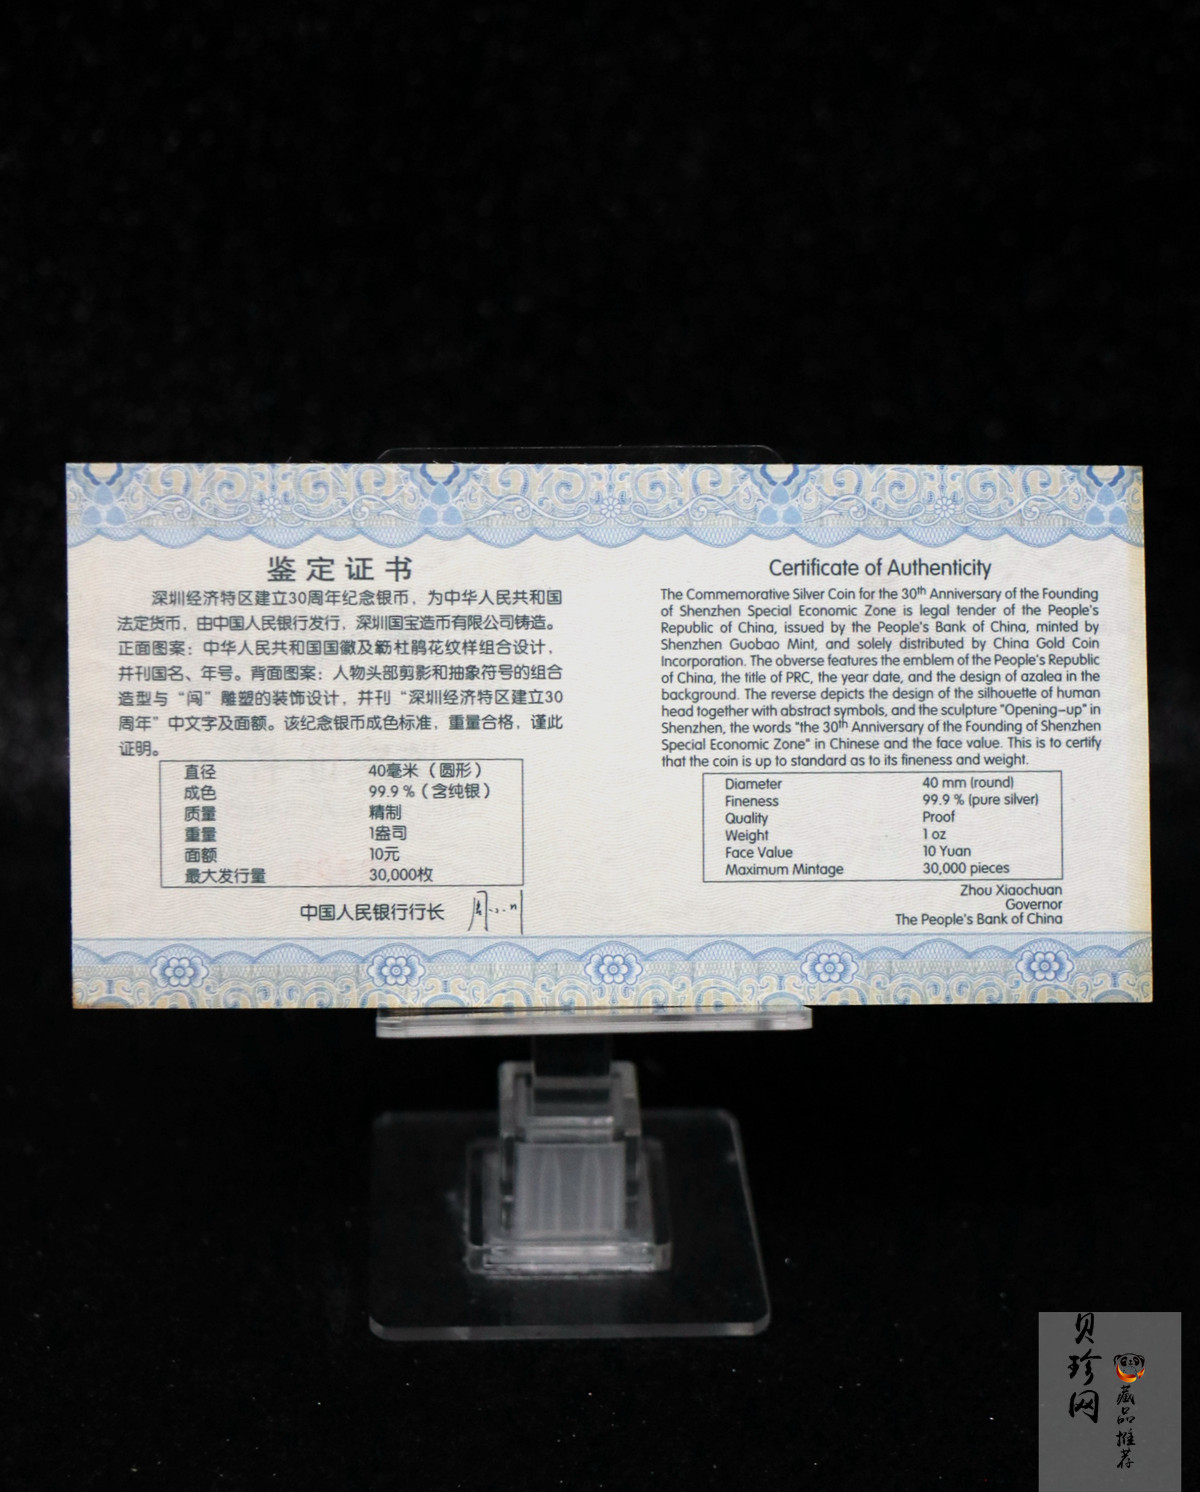 鉴定证书
深圳经济特区建立30周年纪念银币，为中华人民共和国
法定货币，由中国人民银行发行，深圳国宝造币有限公司铸造。
正面图案：中华人民共和国国徽及簕杜鹃花纹样组合设计，
并刊国名、年号。背面图案：人物头部剪影和抽象符号的组合
造型与“闯”雕塑的装饰设计，并刊“深圳经济特区建立30
周年”中文字及面额。该纪念银币成色标准，重量合格，谨此
证明。
直径 40毫米（圆形）
成色 99.9％（含纯银）
质量 精制
重量 1盎司
面额 10元
最大发行量 30,000枚
中国人民银行行长
Certificate of Authenticity
The Commemorative Silver Coin for the 30th Anniversary of the Founding
of Shenzhen Special Economic Zone is legal tender of the People's
Republic of China, issued by the People's Bank of China, minted by
Shenzhen Guobao Mint, and solely distributed by China Gold Coin
Incorporation. The obverse features the emblem of the People's Republic
of China, the title of PRC, the year date, and the design of azalea in the
background. The reverse depicts the design of the silhouette of human
head together with abstract symbols, and the sculpture "Opening-up" in
Shenzhen, the words "the 30th Anniversary of the Founding of Shenzhen
Special Economic Zone" in Chinese and the face value. This is to certify
that the coin is up to standard as to its fineness and weight.
Diameter 40 mm (round)
Fineness 99.9 % (pure silver)
Quality Proof
Weight 1 oz
Face Value 10 Yuan
Maximum Mintage 30,000 pieces
Zhou Xiaochuan
Governor
The People's Bank of China
贝珍网
藏品推荐